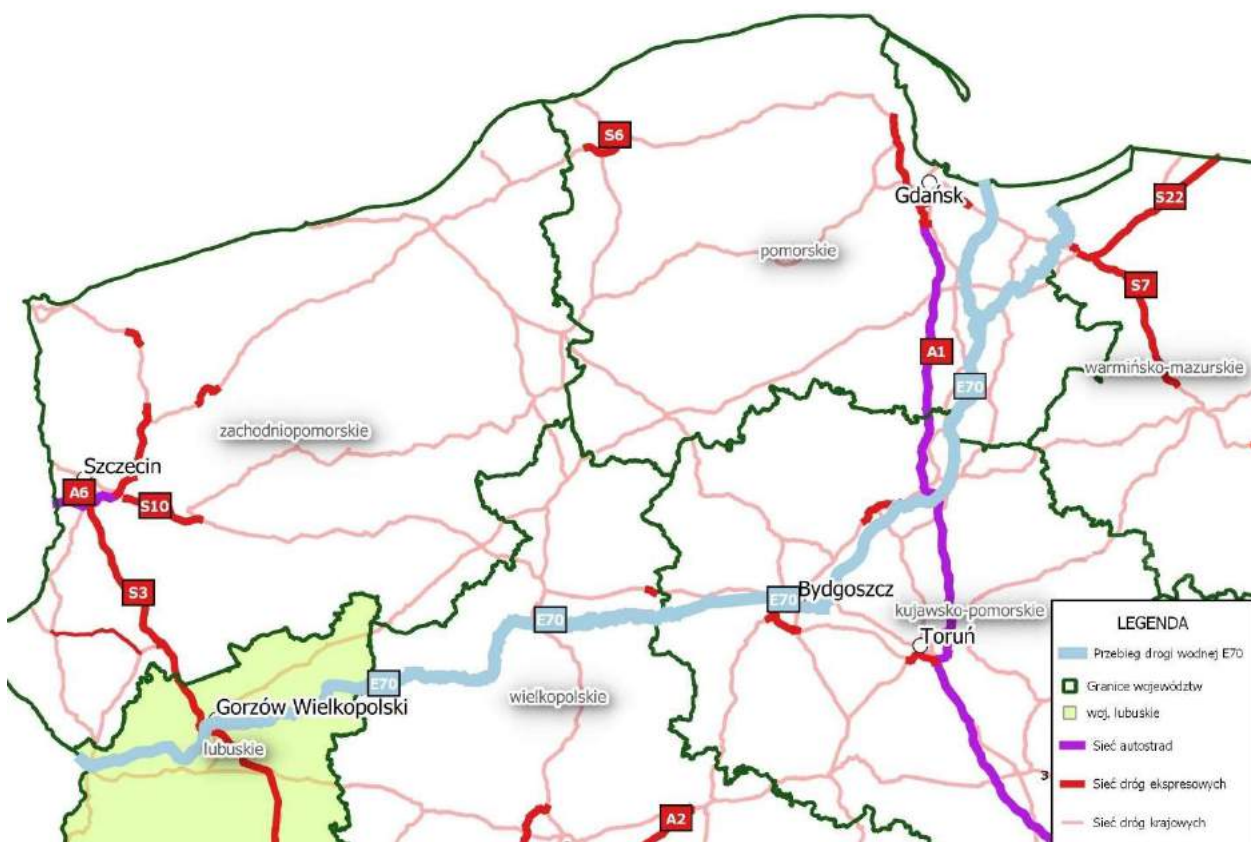 S6
Gdańsk
S22
pomorskie
S7
A1
warmińsko-mazurskie
E70
zachodniopomorskie
Szczecin
A6
S10
S3
E70
Bydgoszcz
kujawsko-pomorskie
E70
Toruń
E70
wielkopolskie
Gorzów Wielkopolski
lubuskie
A2
3
LEGENDA
Przebieg drogi wodnej E70
Granice województw
woj. lubuskie
Sieć autostrad
Sieć dróg ekspresowych
Sieć dróg krajowych